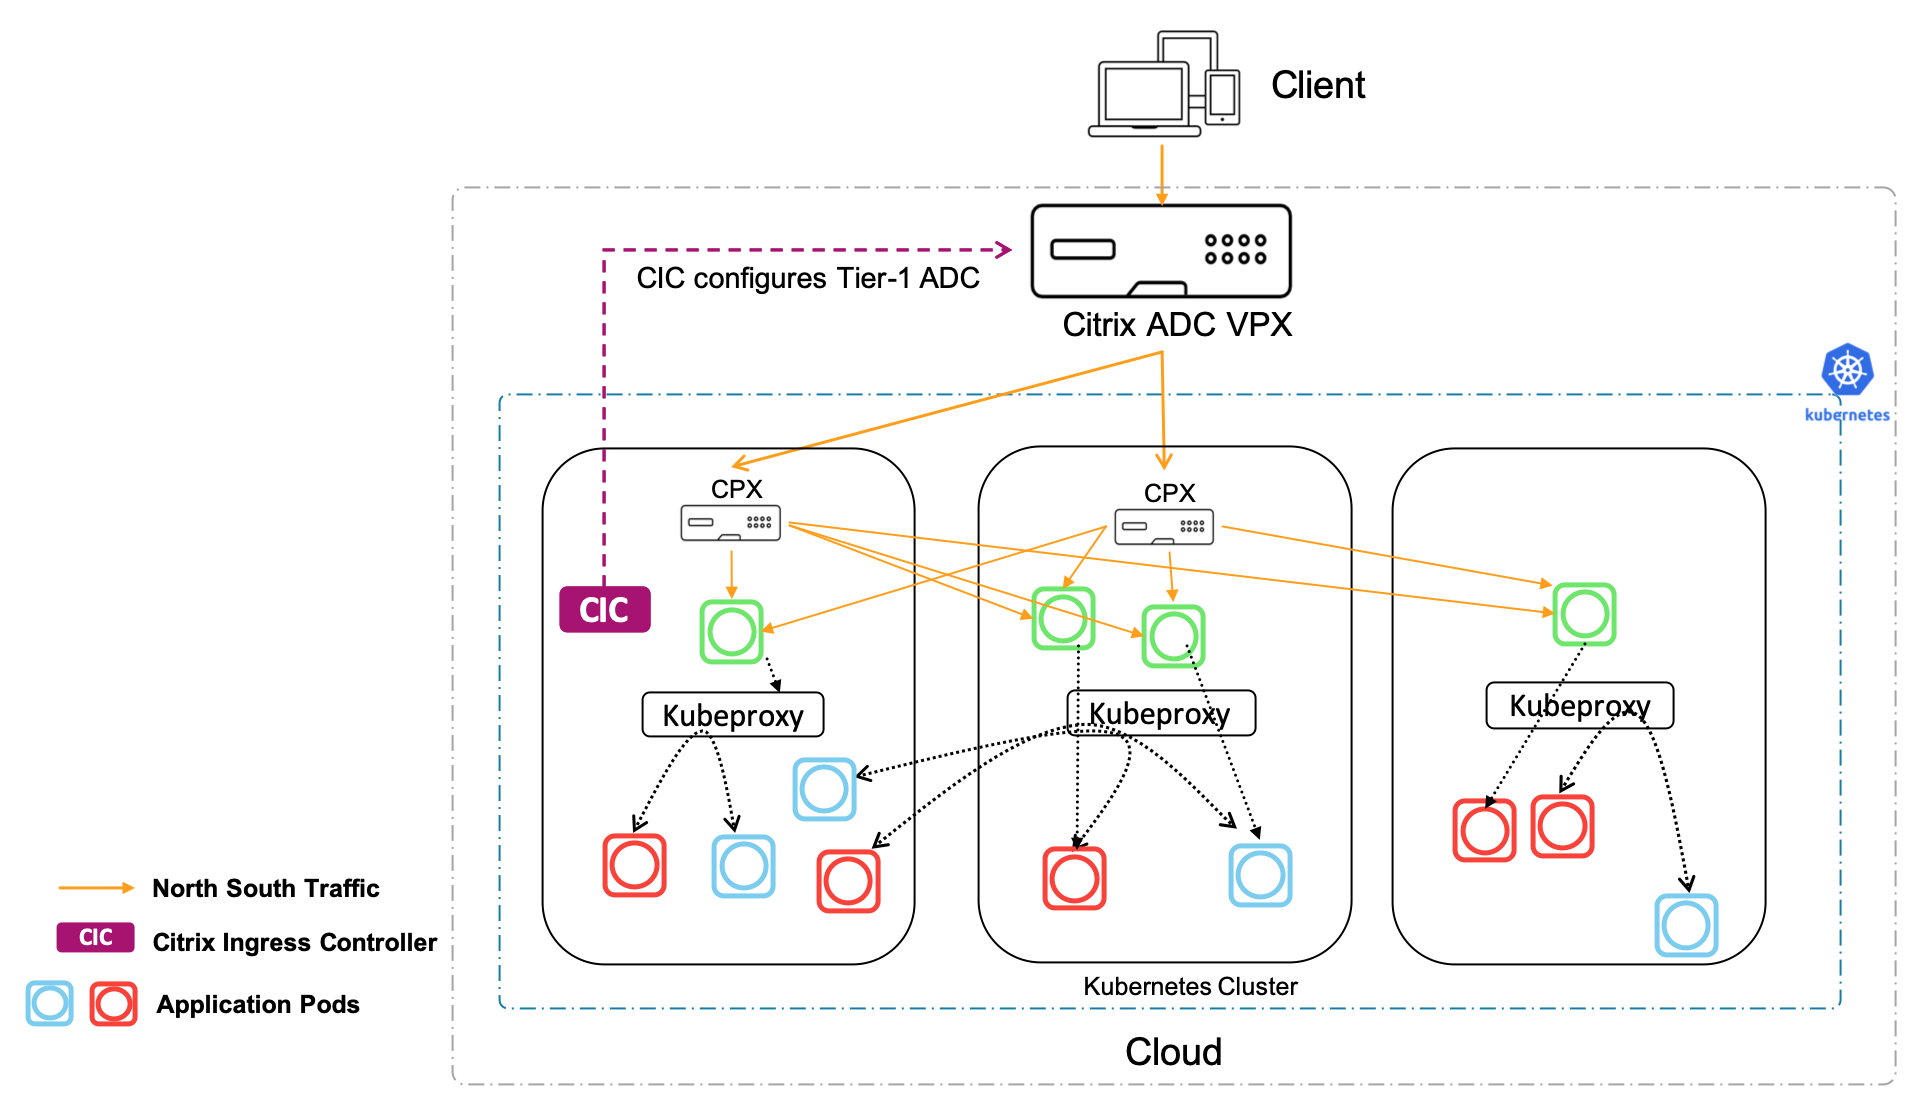 Client
CIC configures Tier-1 ADC
Citrix ADC VPX
kubernetes
CPX
CPX
CIC
Kubeproxy
Kubeproxy
Kubeproxy
North South Traffic
CIC
Citrix Ingress Controller
Application Pods
Kubernetes Cluster
Cloud